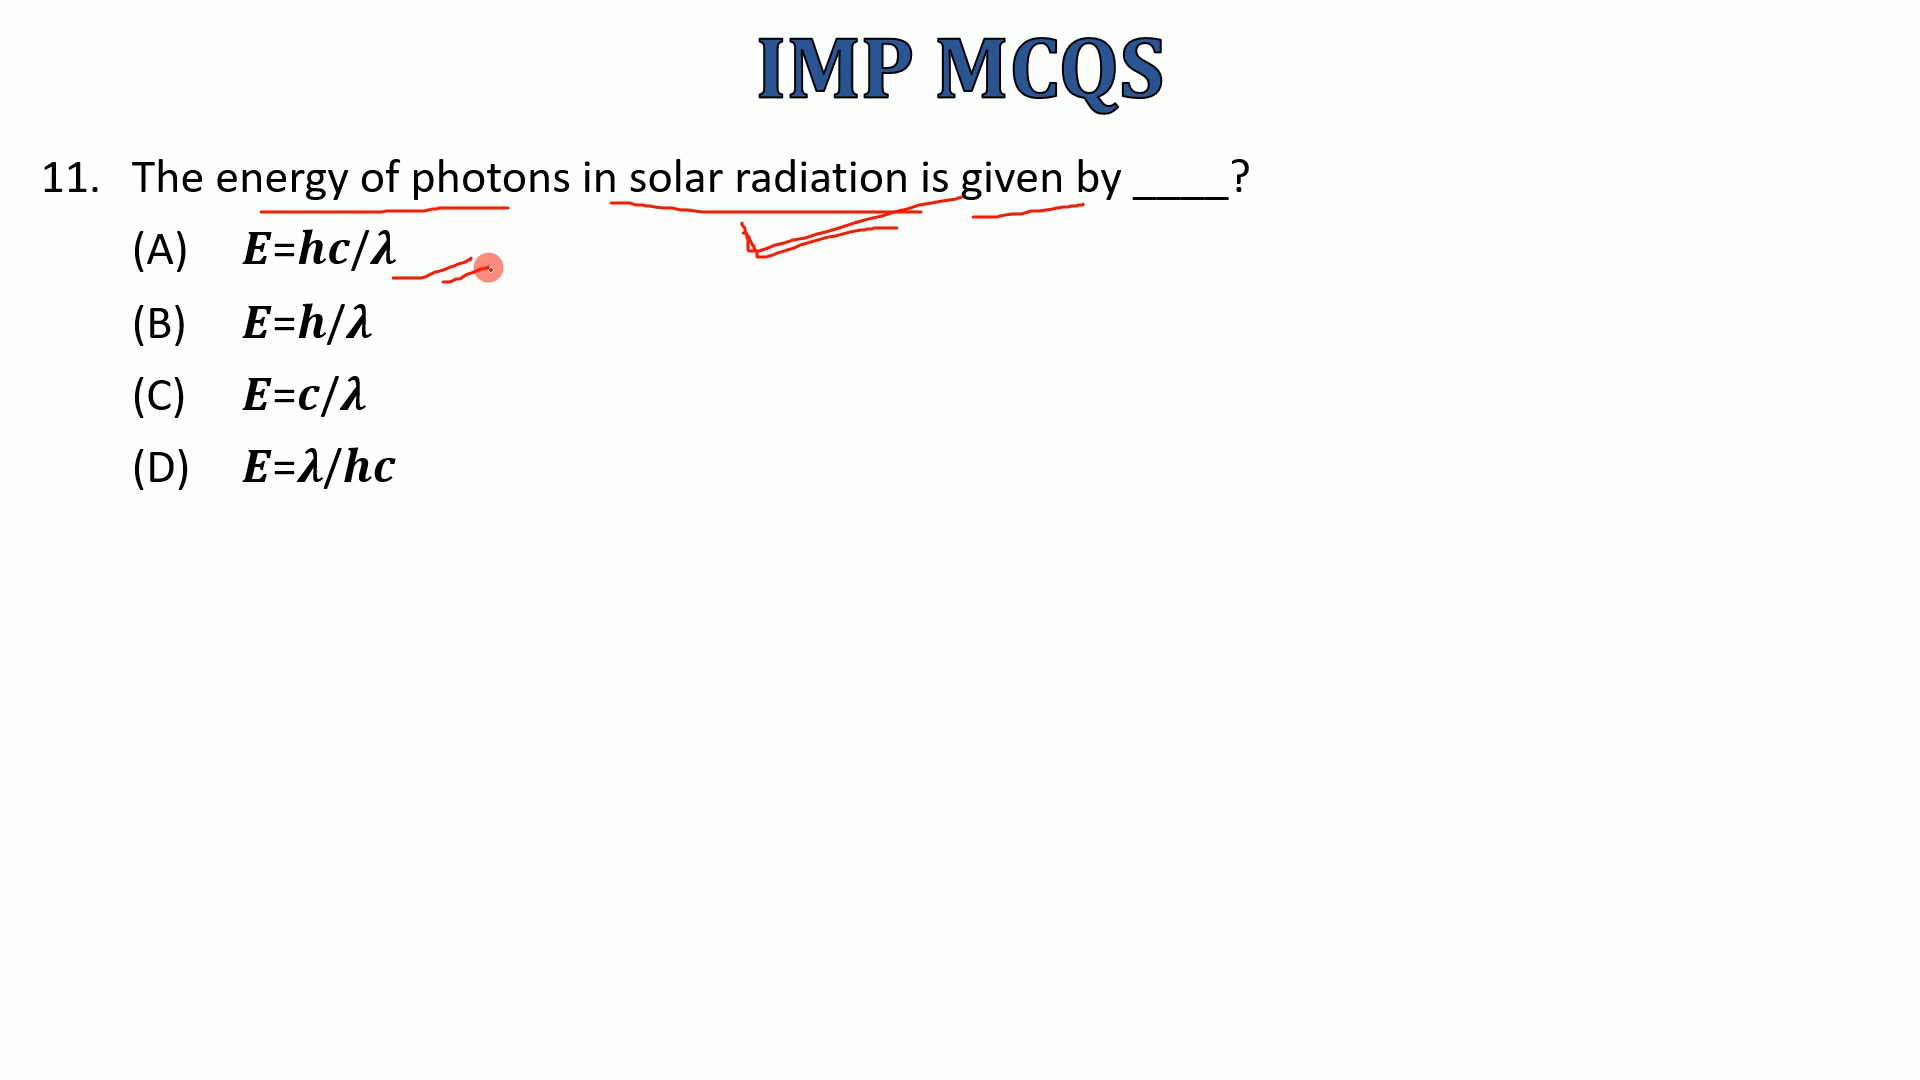 IMP MCQS
11. The energy of photons in solar radiation is given by ____?
(A) E=hc/λ
(B) E=h/λ
(C) E=c/λ
(D) E=λ/hc